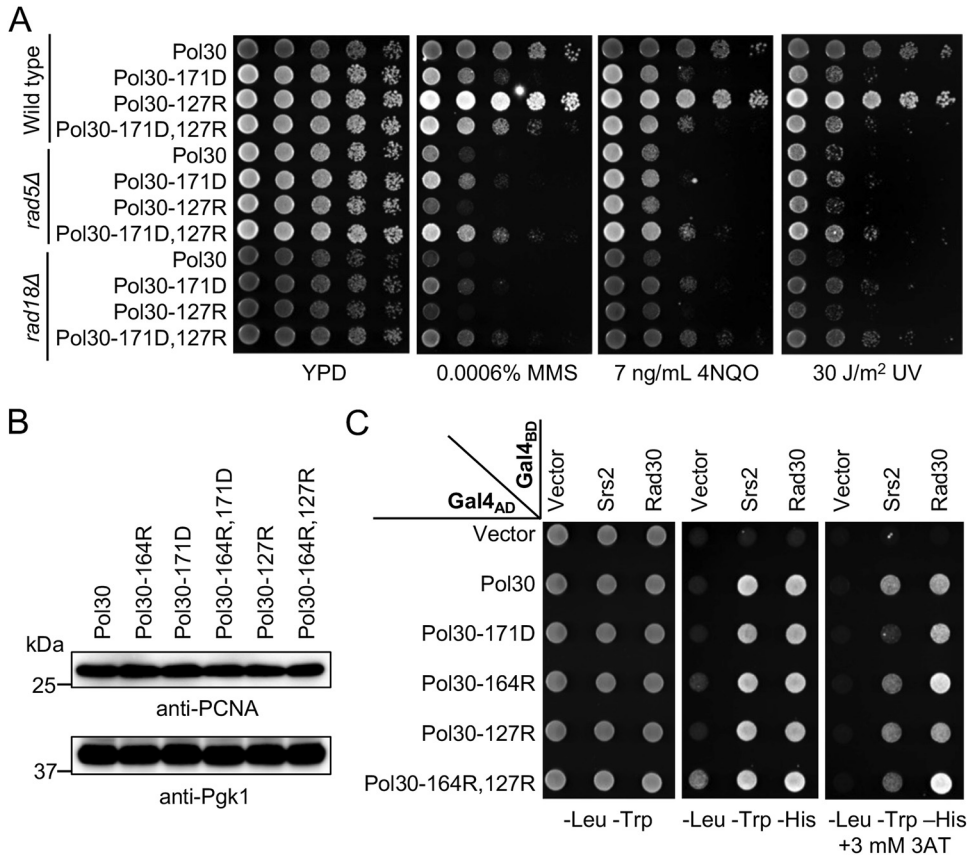 A
Wild type
Pol30
Pol30-171D
Pol30-127R
Pol30-171D,127R
rad5Δ
Pol30
Pol30-171D
Pol30-127R
Pol30-171D,127R
rad18Δ
Pol30
Pol30-171D
Pol30-127R
Pol30-171D,127R
YPD
0.0006% MMS
7 ng/mL 4NQO
30 J/m² UV
B
Pol30
Pol30-164R
Pol30-171D
Pol30-164R,171D
Pol30-127R
Pol30-164R,127R
kDa
25
anti-PCNA
37
anti-Pgk1
C
Gal4AD
Gal4BD
Vector
Srs2
Rad30
Vector
Srs2
Rad30
Vector
Srs2
Rad30
Vector
Pol30
Pol30-171D
Pol30-164R
Pol30-127R
Pol30-164R,127R
-Leu -Trp
-Leu -Trp -His
-Leu -Trp –His
+3 mM 3AT